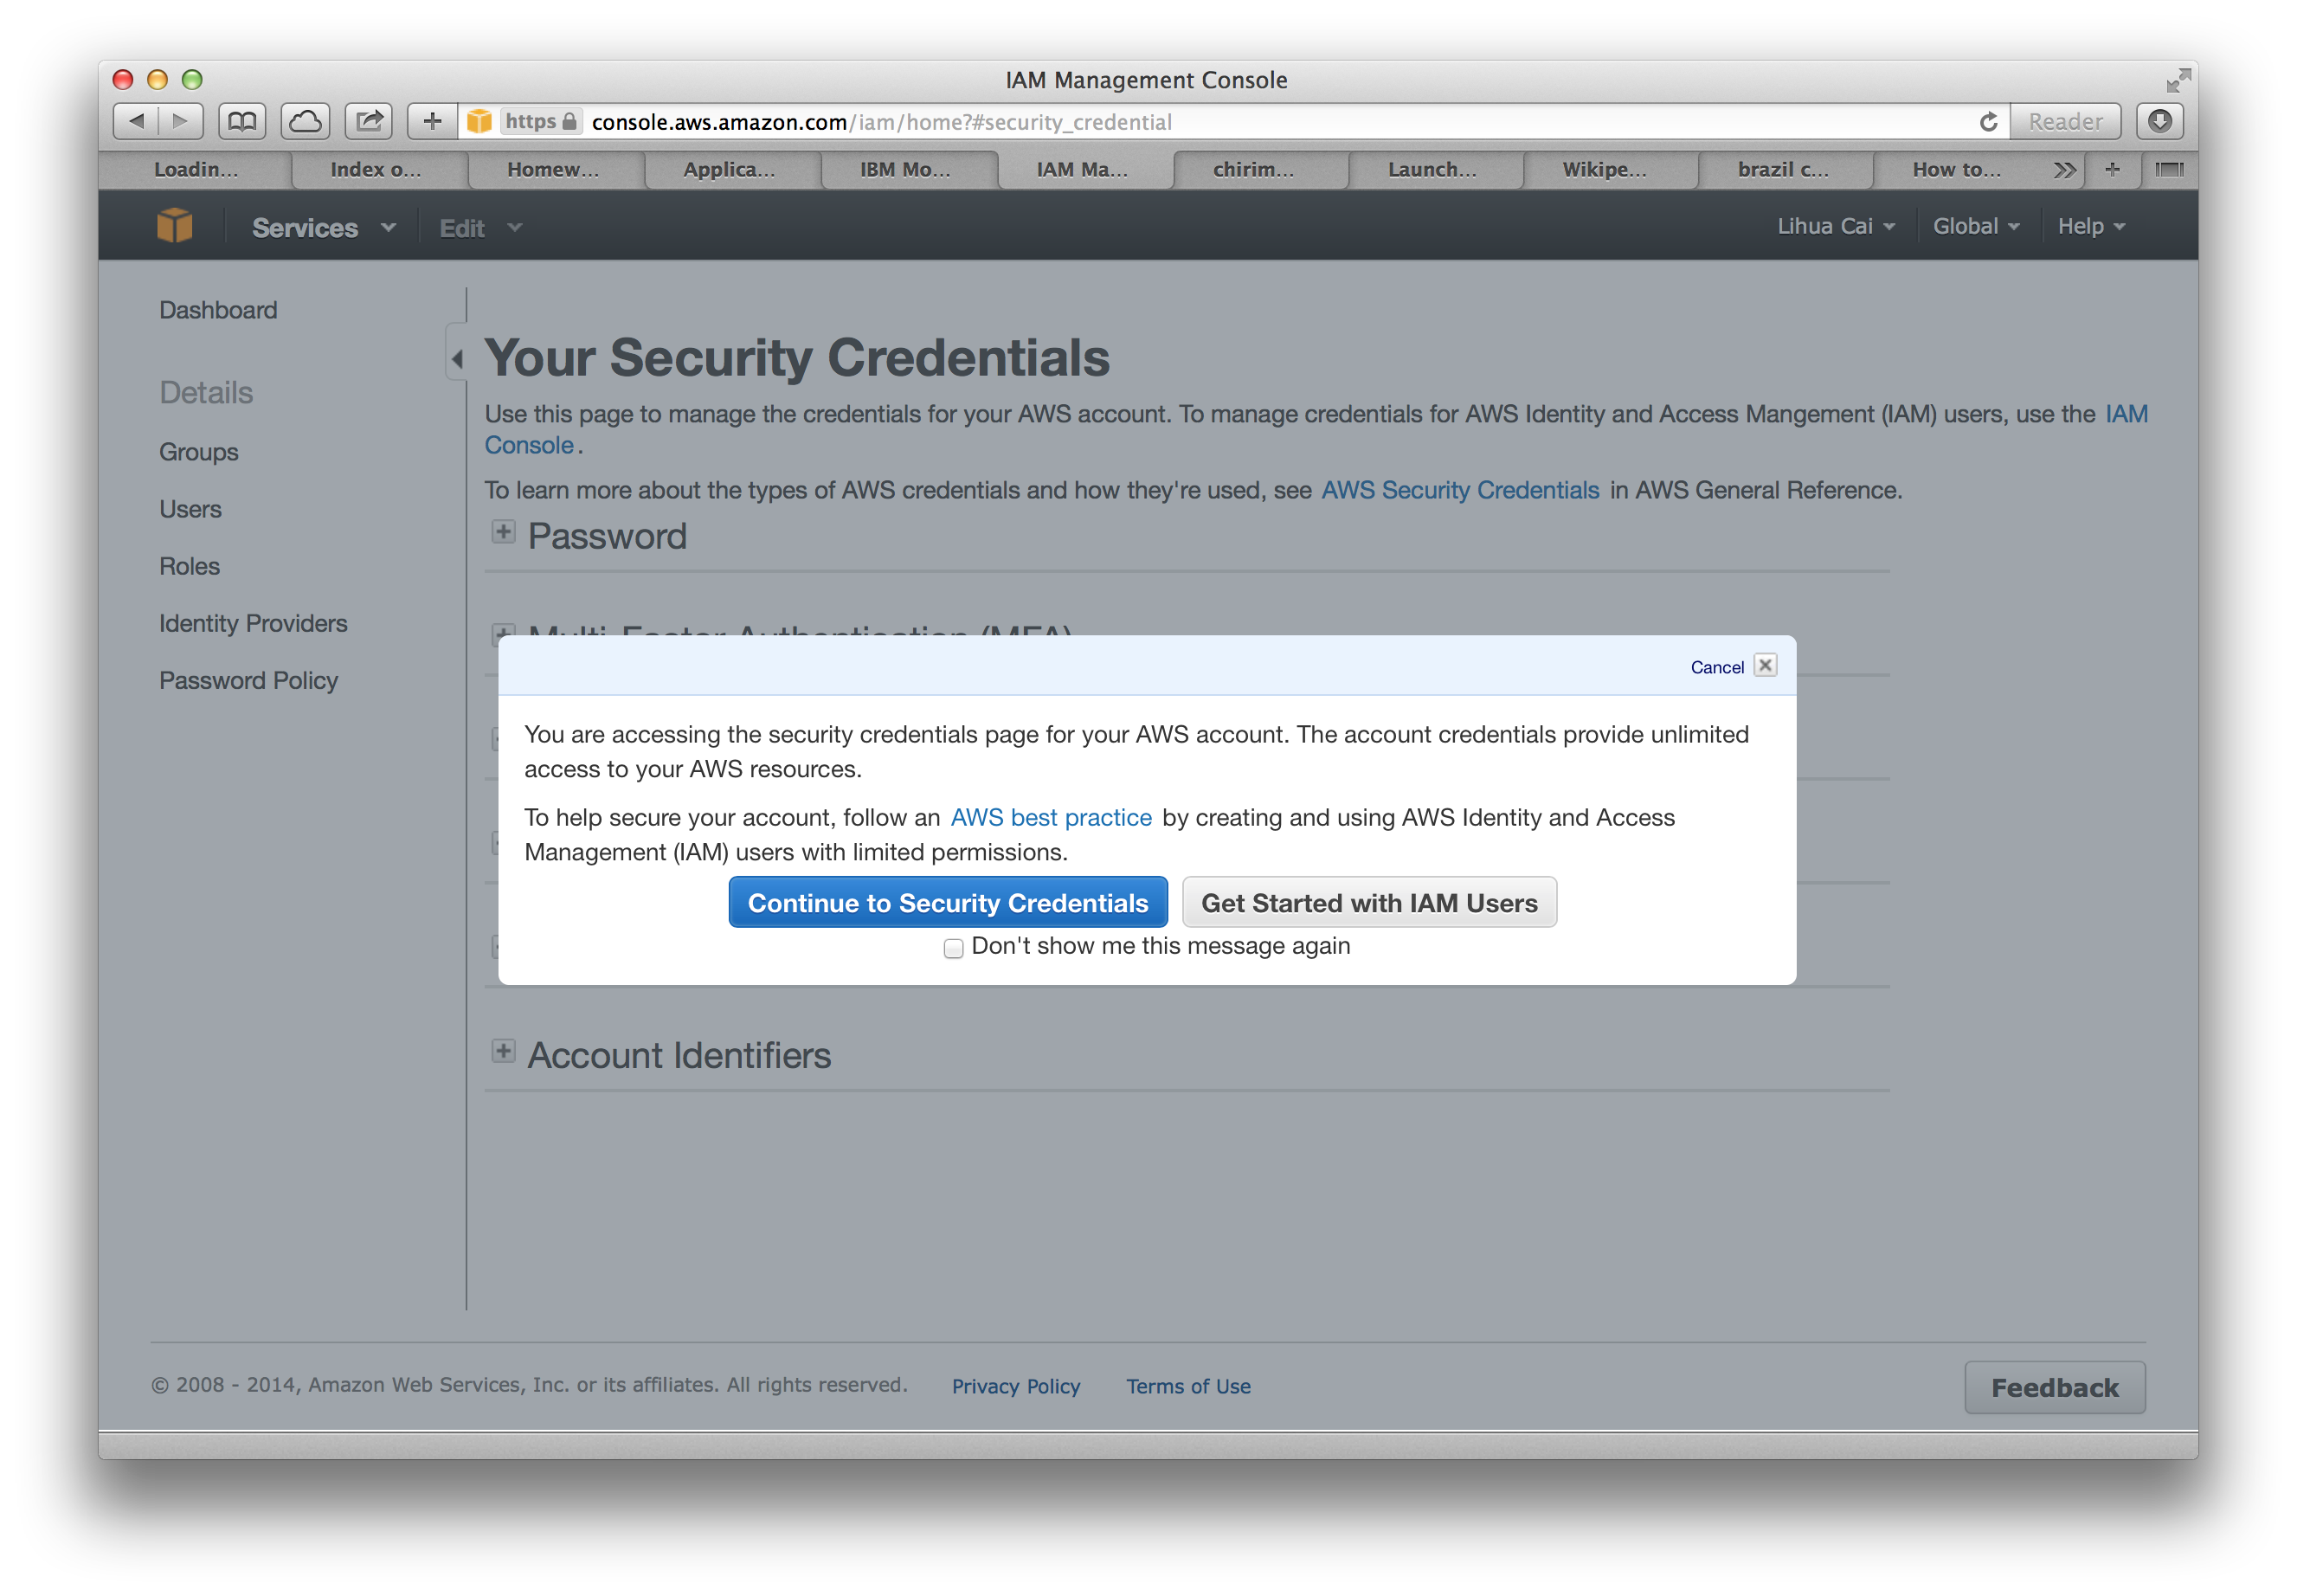 IAM Management Console
https console.aws.amazon.com/iam/home?#security_credential Reader
Loadin... Index o... Homew... Applica... IBM Mo... IAM Ma... chirim... Launch... Wikipe... brazil c... How to...
Services Edit Lihua Cai Global Help
Dashboard
Details
Groups
Users
Roles
Identity Providers
Password Policy
Your Security Credentials
Use this page to manage the credentials for your AWS account. To manage credentials for AWS Identity and Access Mangement (IAM) users, use the IAM
Console.
To learn more about the types of AWS credentials and how they're used, see AWS Security Credentials in AWS General Reference.
Password
Multi-Factor Authentication (MFA)
Cancel
You are accessing the security credentials page for your AWS account. The account credentials provide unlimited
access to your AWS resources.
To help secure your account, follow an AWS best practice by creating and using AWS Identity and Access
Management (IAM) users with limited permissions.
Continue to Security Credentials Get Started with IAM Users
Don't show me this message again
Account Identifiers
© 2008 - 2014, Amazon Web Services, Inc. or its affiliates. All rights reserved. Privacy Policy Terms of Use Feedback